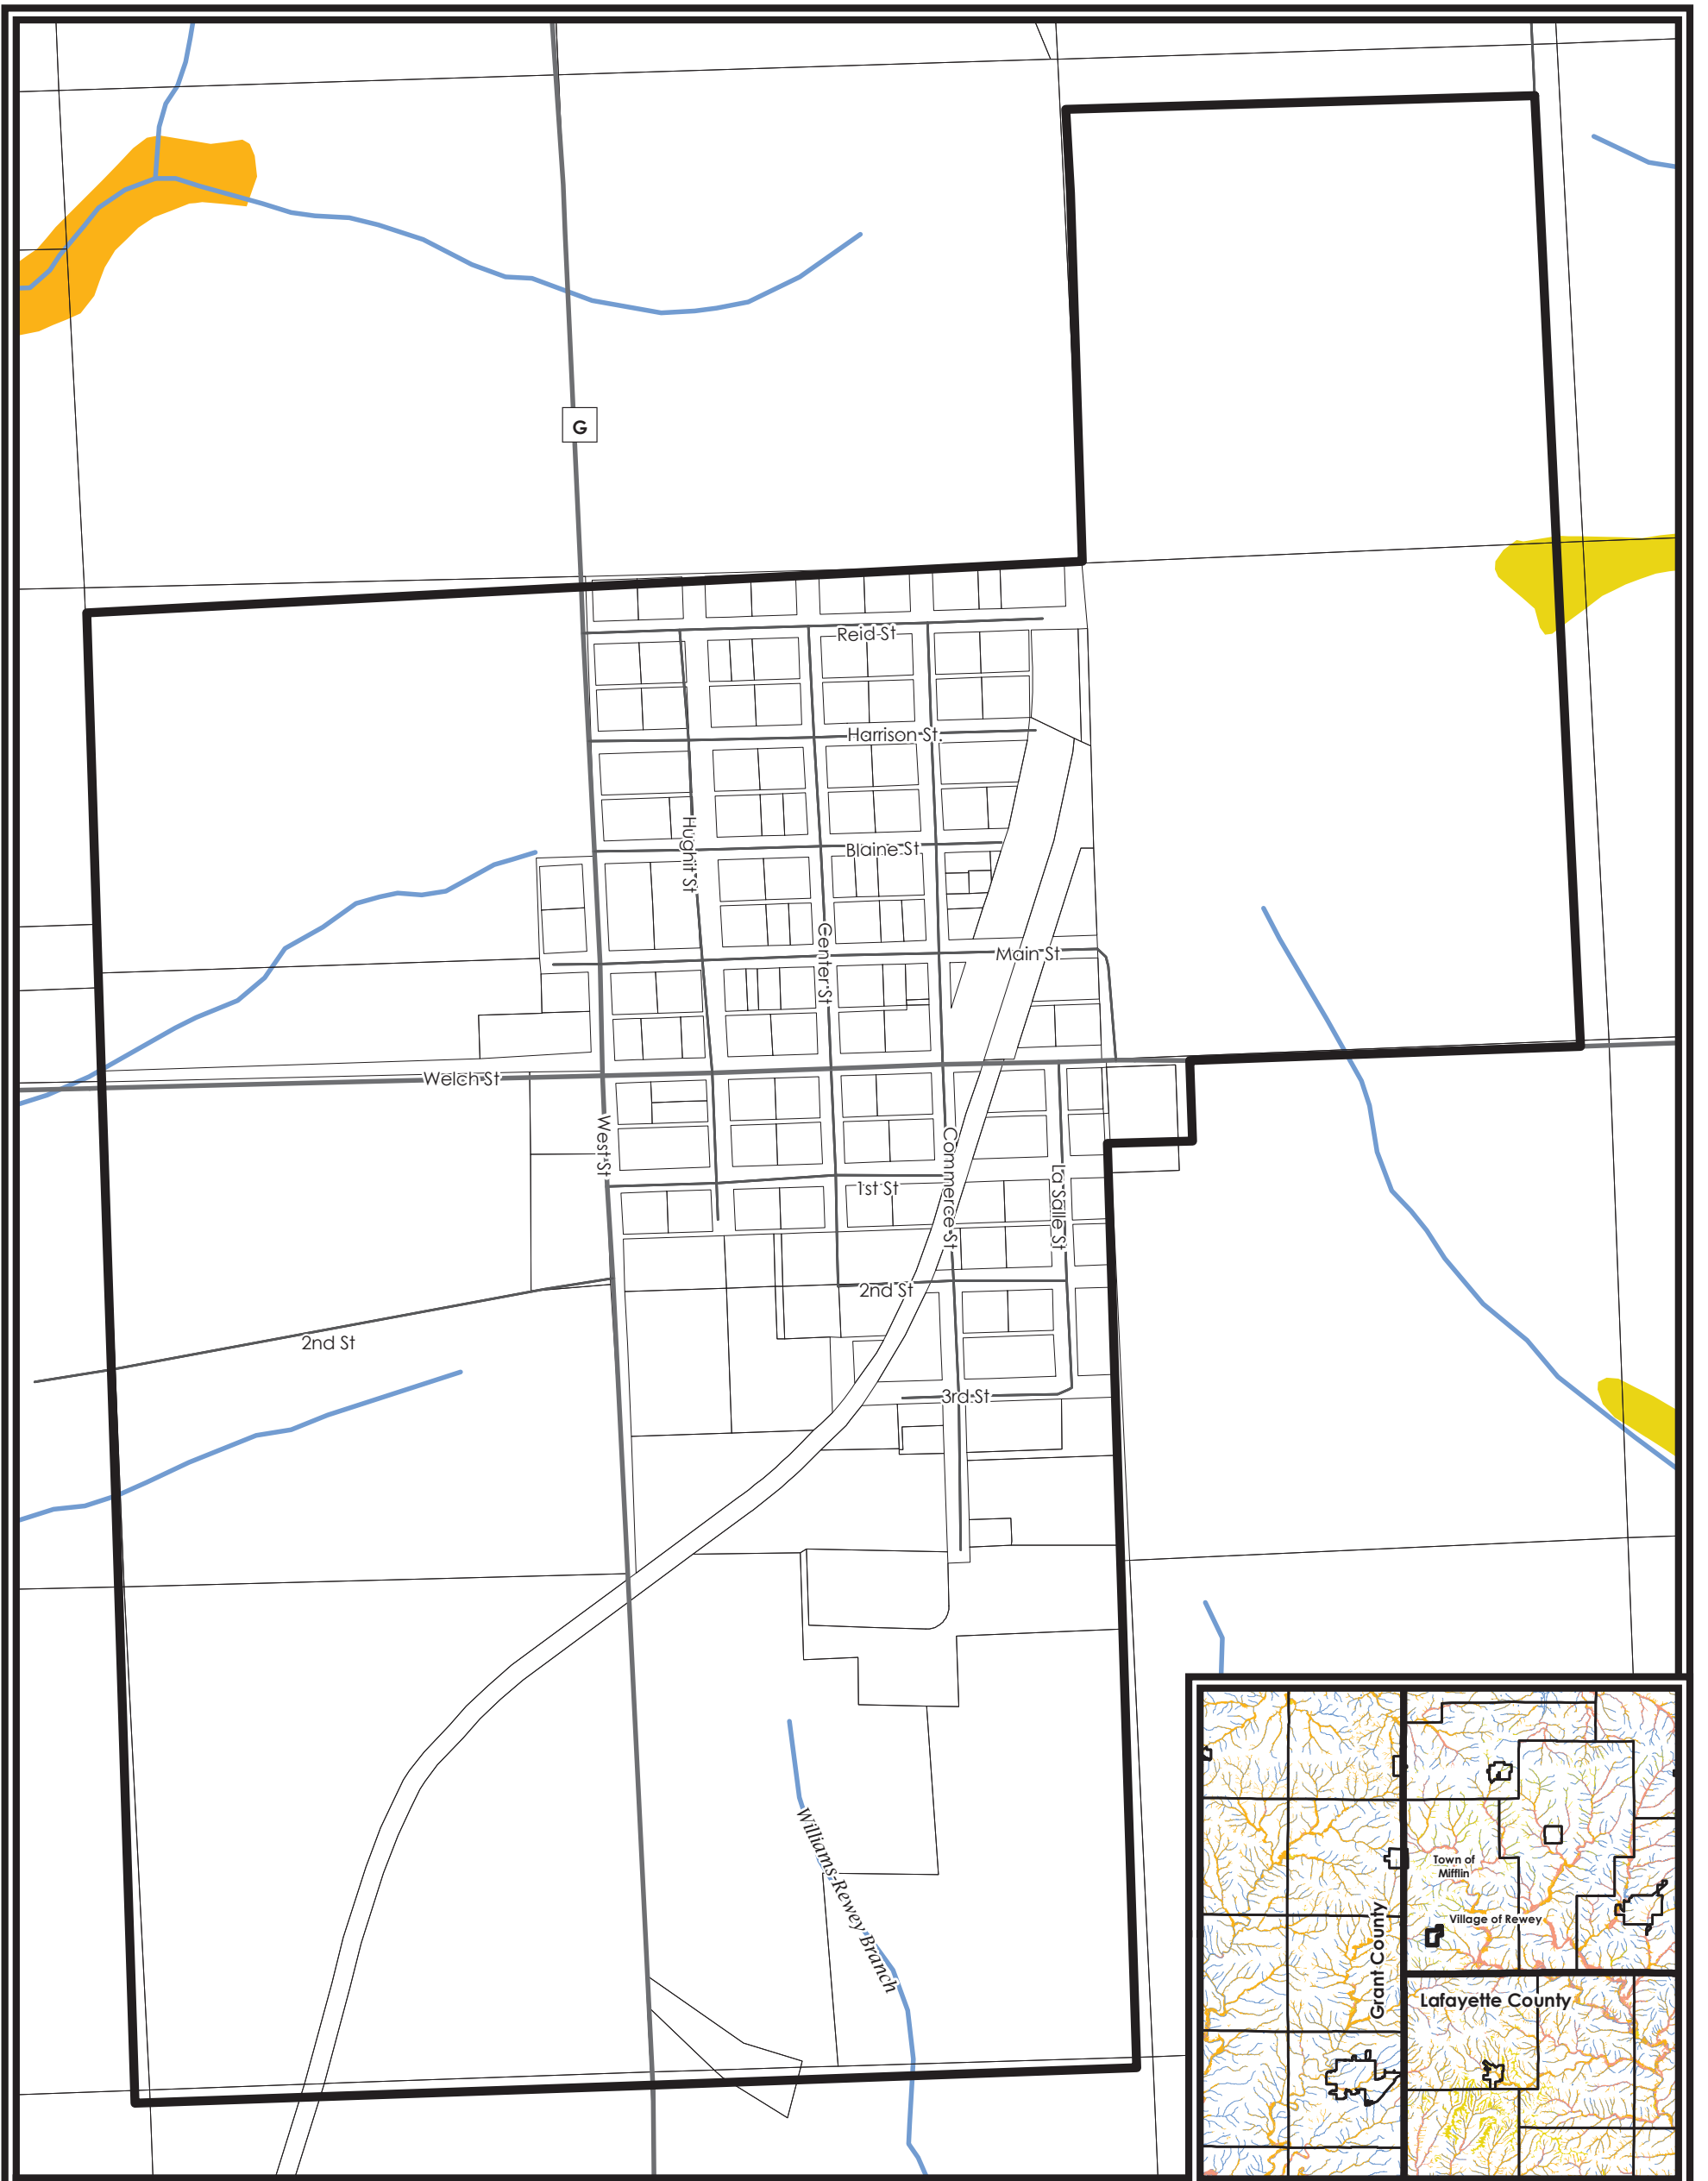 G
Reid St
Harrison St.
Hughit St
Blaine St
Center St
Main St
Welch St
West St
Commerce St
La Salle St
1st St
2nd St
2nd St
3rd St
Williams-Rewey Branch
Town of
Mifflin
Village of Rewey
Grant County
Lafayette County